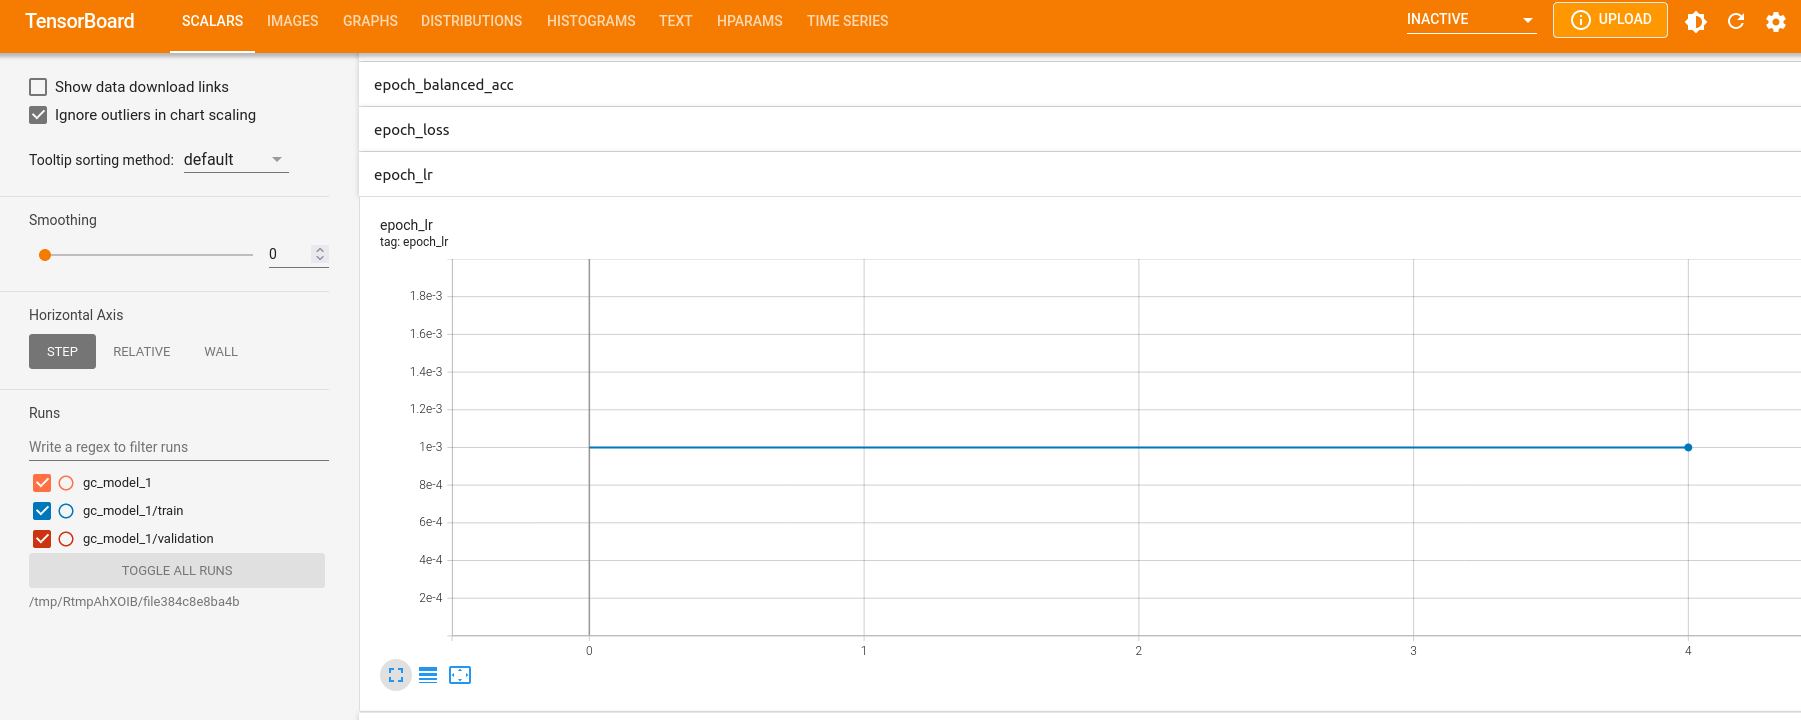 TensorBoard SCALARS IMAGES GRAPHS DISTRIBUTIONS HISTOGRAMS TEXT HPARAMS TIME SERIES INACTIVE UPLOAD
Show data download links
Ignore outliers in chart scaling
Tooltip sorting method: default
Smoothing
0
Horizontal Axis
STEP RELATIVE WALL
Runs
Write a regex to filter runs
gc_model_1
gc_model_1/train
gc_model_1/validation
TOGGLE ALL RUNS
/tmp/RtmpAhXOIB/file384c8e8ba4b
epoch_balanced_acc
epoch_loss
epoch_lr
epoch_lr
tag: epoch_lr
1.8e-3
1.6e-3
1.4e-3
1.2e-3
1e-3
8e-4
6e-4
4e-4
2e-4
0 1 2 3 4